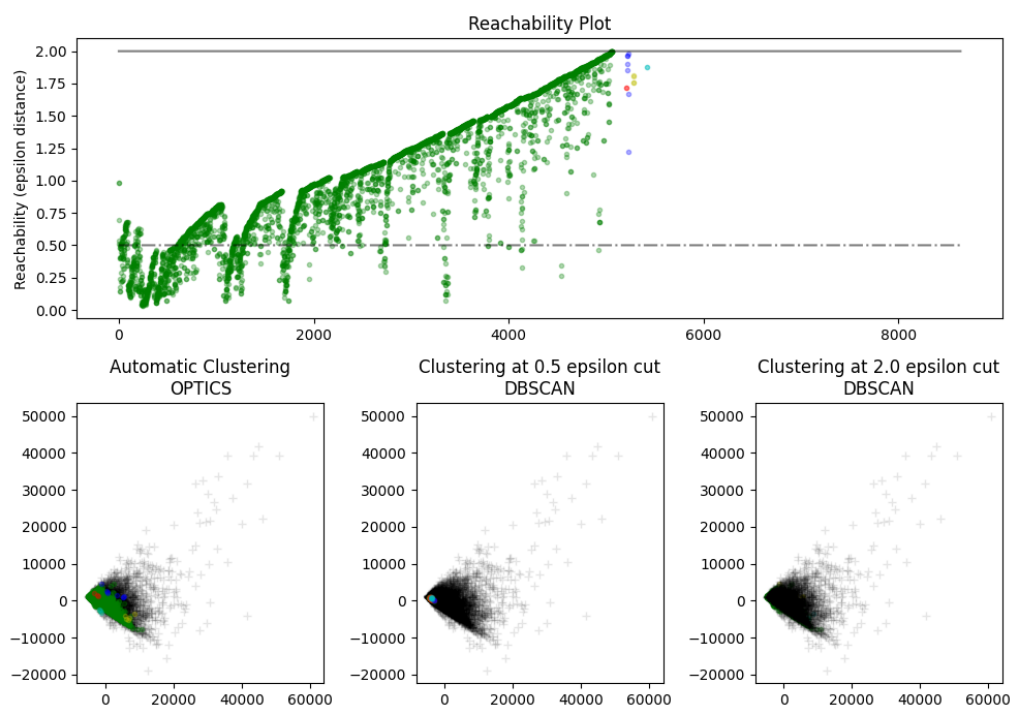 Reachability Plot
Reachability (epsilon distance)
2.00
1.75
1.50
1.25
1.00
0.75
0.50
0.25
0.00
0 2000 4000 6000 8000
Automatic Clustering
OPTICS
Clustering at 0.5 epsilon cut
DBSCAN
Clustering at 2.0 epsilon cut
DBSCAN
50000 50000 50000
40000 40000 40000
30000 30000 30000
20000 20000 20000
10000 10000 10000
0 0 0
−10000 −10000 −10000
−20000 −20000 −20000
0 20000 40000 60000 0 20000 40000 60000 0 20000 40000 60000